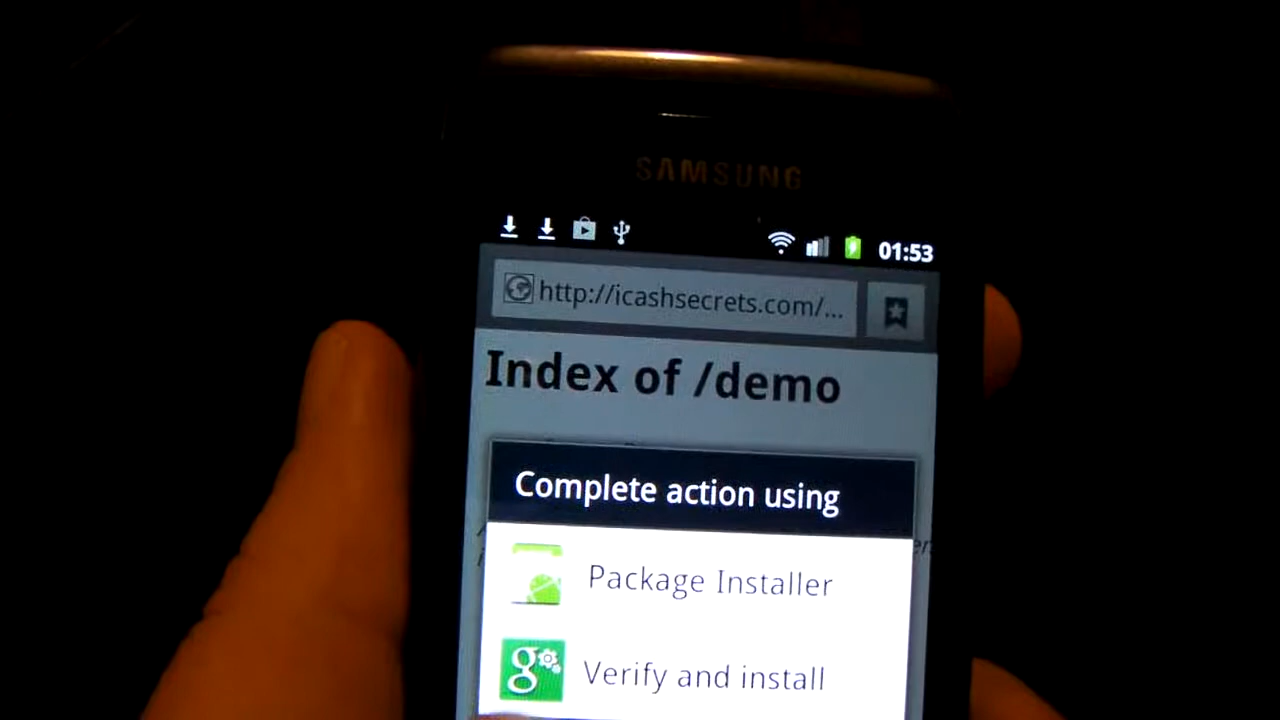 SAMSUNG
01:53
http://icashsecrets.com/...
Index of /demo
Complete action using
Package Installer
Verify and install